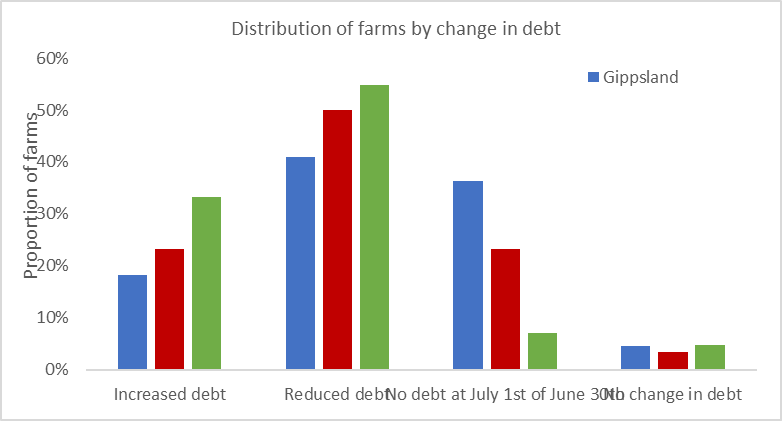 Distribution of farms by change in debt
60%
Gippsland
50%
40%
30%
20%
10%
0%
Proportion of farms
Increased debt
Reduced debt
No debt at July 1st of June 30th
No change in debt